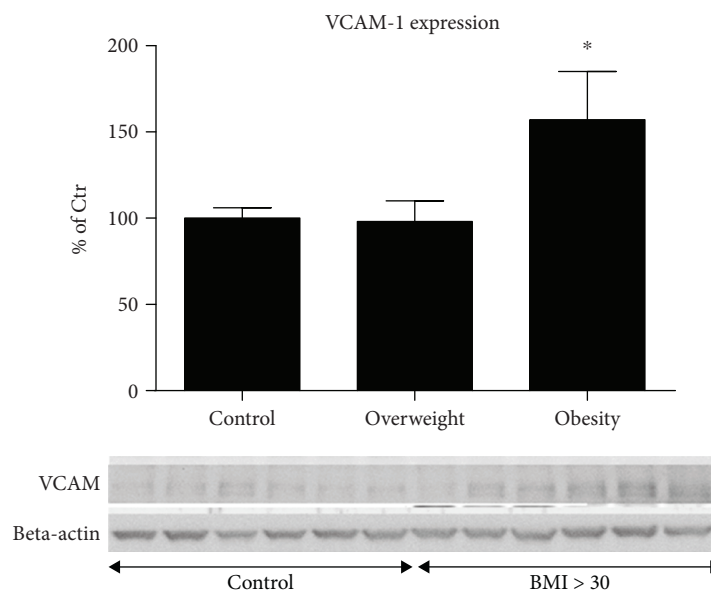 VCAM-1 expression
200
*
150
% of Ctr
100
50
0
Control Overweight Obesity
VCAM
Beta-actin
Control BMI > 30